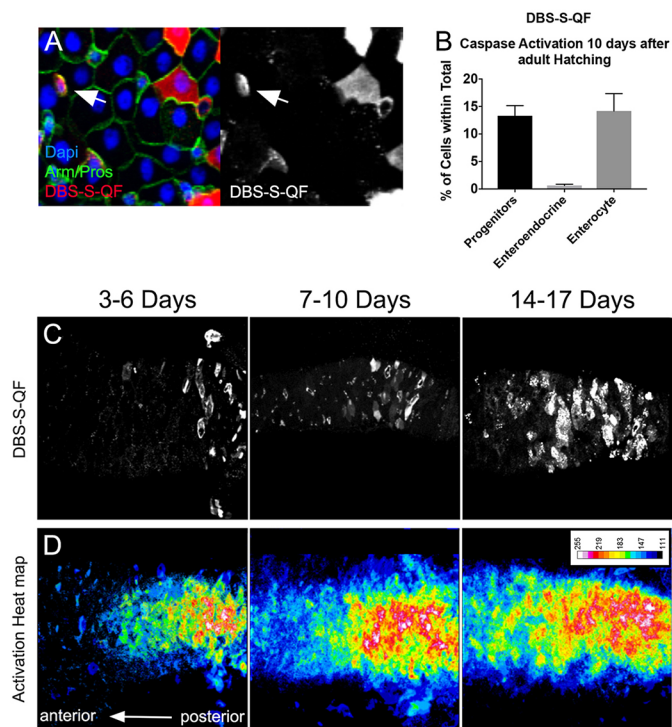 A
Dapi
Arm/Pros
DBS-S-QF
DBS-S-QF
DBS-S-QF
B
Caspase Activation 10 days after
adult Hatching
% of Cells within Total
20
15
10
5
0
Progenitors
Enteroendocrine
Enterocyte
3-6 Days
7-10 Days
14-17 Days
DBS-S-QF
C
Activation Heat map
D
255
219
183
147
111
anterior
posterior